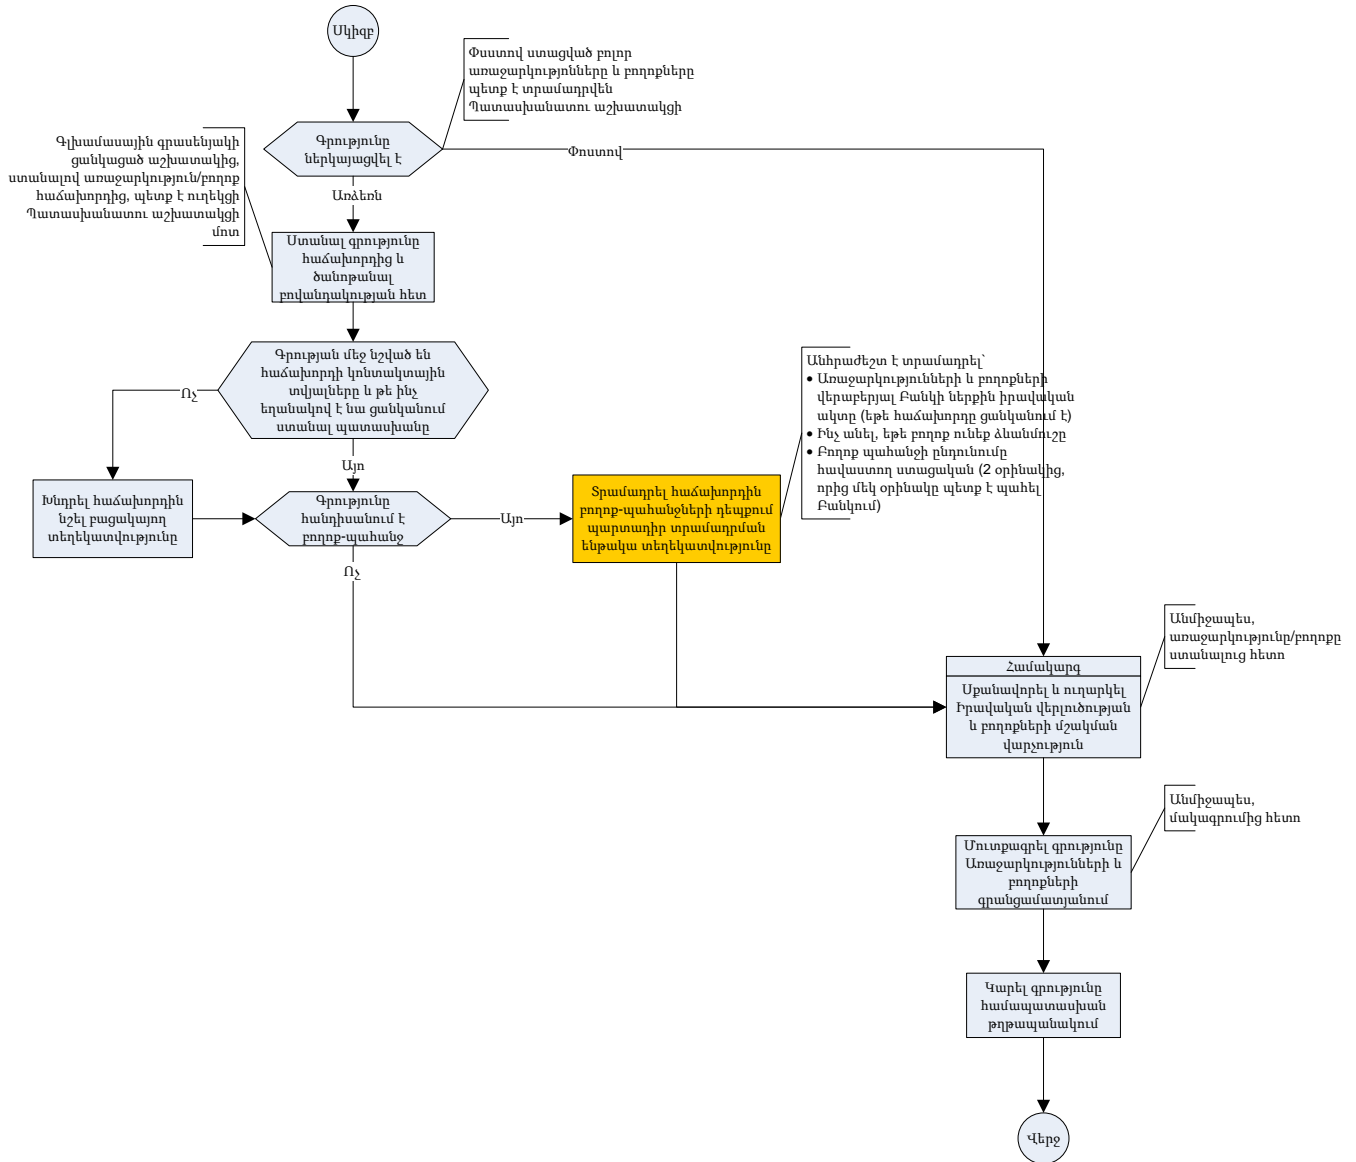 Սկիզբ
Փսստով ստացված բոլոր
առաջարկությոնները և բողոքները
պետք է տրամադրվեն
Պատասխանատու աշխատակցի
Գրությունը
ներկայացվել է
Փոստով
Գլխամասային գրասենյակի
ցանկացած աշխատակից,
ստանալով առաջարկություն/բողոք
հաճախորդից, պետք է ուղեկցի
Պատասխանատու աշխատակցի
մոտ
Առձեռն
Ստանալ գրությունը
հաճախորդից և
ծանոթանալ
բովանդակության հետ
Գրության մեջ նշված են
հաճախորդի կոնտակտային
տվյալները և թե ինչ
եղանակով է նա ցանկանում
ստանալ պատասխանը
Ոչ
Այո
Անհրաժեշտ է տրամադրել՝
• Առաջարկությունների և բողոքների
վերաբերյալ Բանկի ներքին իրավական
ակտը (եթե հաճախորդը ցանկանում է)
• Ինչ անել, եթե բողոք ունեք ձևանմուշը
• Բողոք պահանջի ընդունումը
հավաստող ստացական (2 օրինակից,
որից մեկ օրինակը պետք է պահել
Բանկում)
Խնդրել հաճախորդին
նշել բացակայող
տեղեկատվությունը
Գրությունը
հանդիսանում է
բողոք-պահանջ
Այո
Տրամադրել հաճախորդին
բողոք-պահանջների դեպքում
պարտադիր տրամադրման
ենթակա տեղեկատվությունը
Ոչ
Անմիջապես,
առաջարկությունը/բողոքը
ստանալուց հետո
Համակարգ
Սքանավորել և ուղարկել
Իրավական վերլուծության
և բողոքների մշակման
վարչություն
Անմիջապես,
մակագրումից հետո
Մուտքագրել գրությունը
Առաջարկությունների և
բողոքների
գրանցամատյանում
Կարել գրությունը
համապատասխան
թղթապանակում
Վերջ